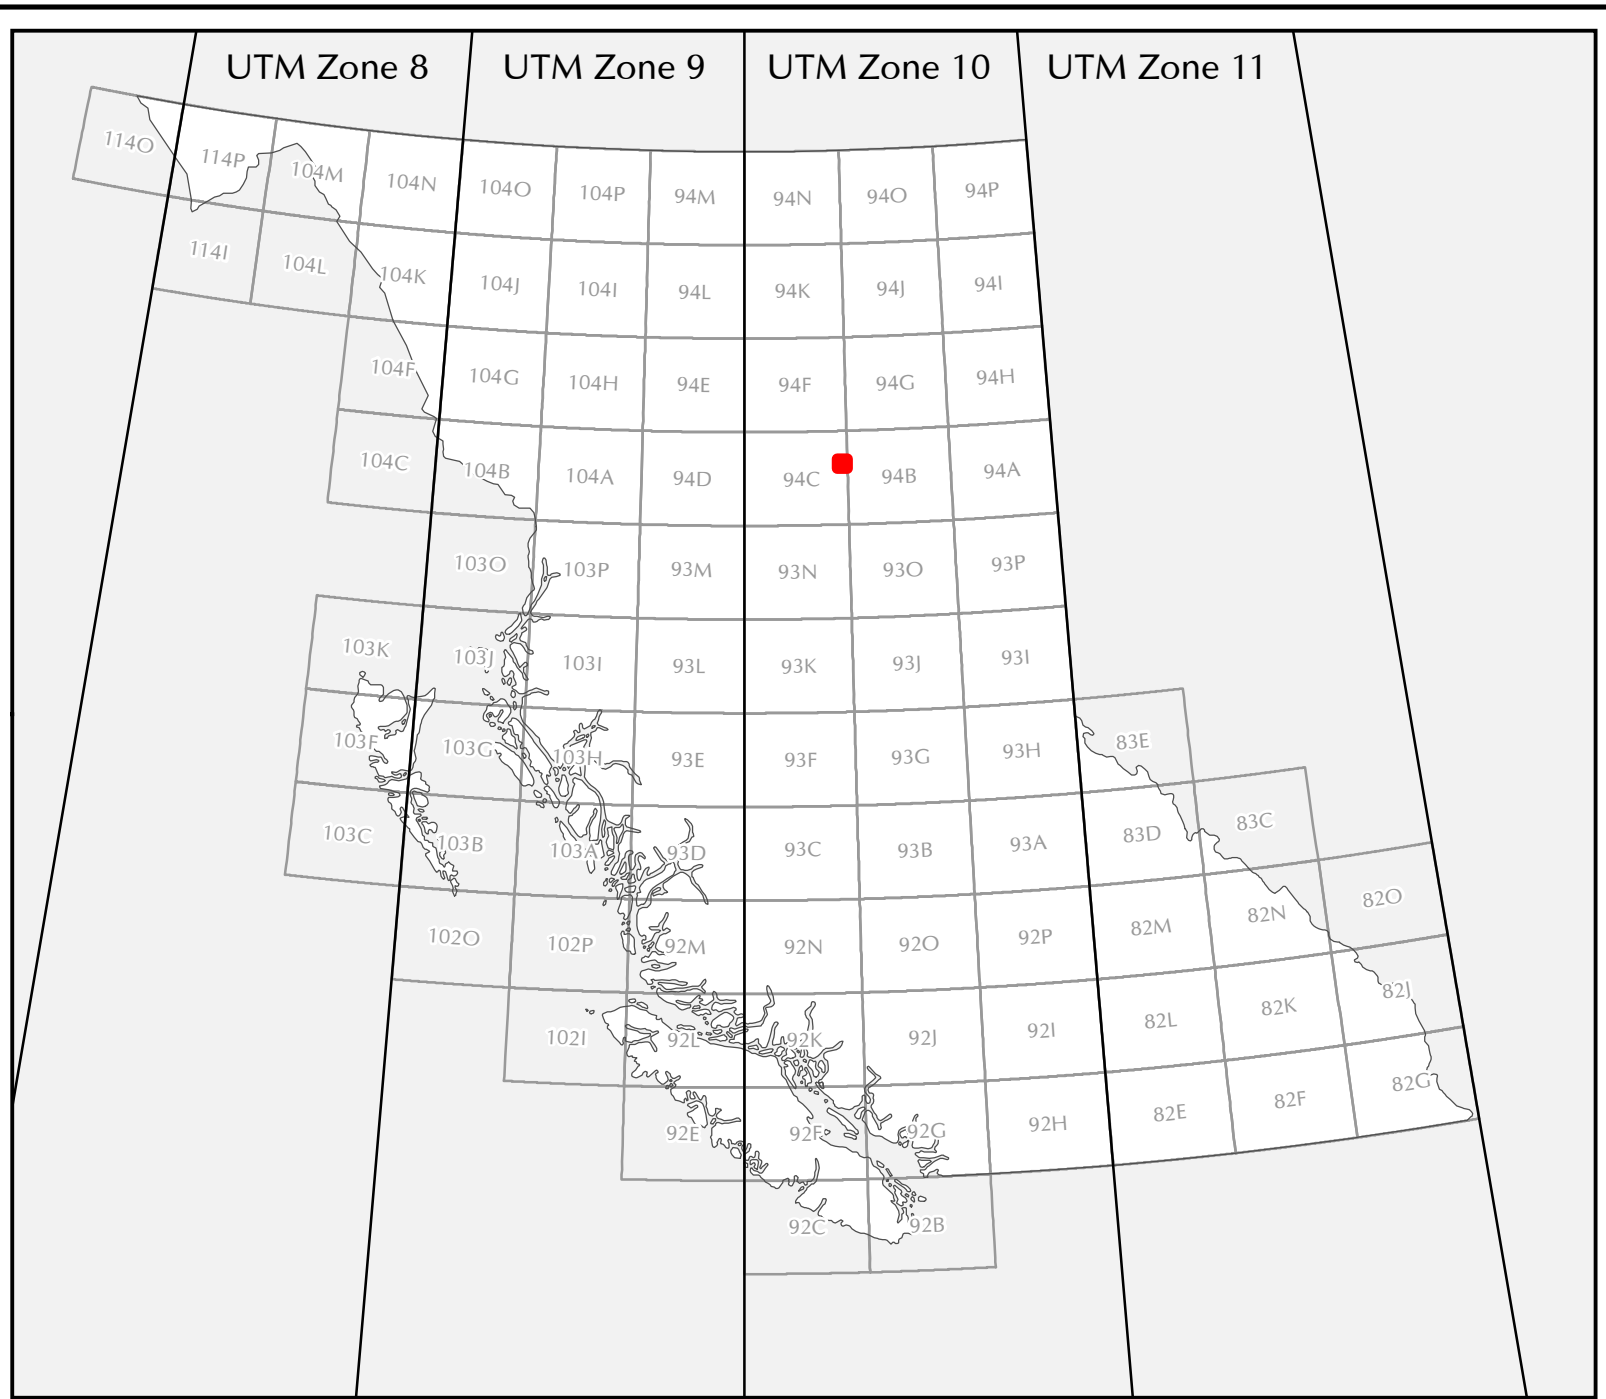 UTM Zone 8 UTM Zone 9 UTM Zone 10 UTM Zone 11
114O 114P 104M 104N 104O 104P 94M 94N 94O 94P
114I 104L 104K 104J 104I 94L 94K 94J 94I
104F 104G 104H 94E 94F 94G 94H
104C 104B 104A 94D 94C 94B 94A
103O 103P 93M 93N 93O 93P
103K 103J 103I 93L 93K 93J 93I
103F 103G 103H 93E 93F 93G 93H 83E
103C 103B 103A 93D 93C 93B 93A 83D 83C
102O 102P 92M 92N 92O 92P 82M 82N 82O
102I 92L 92K 92J 92I 82L 82K 82J
92E 92F 92G 92H 82E 82F 82G
92C 92B